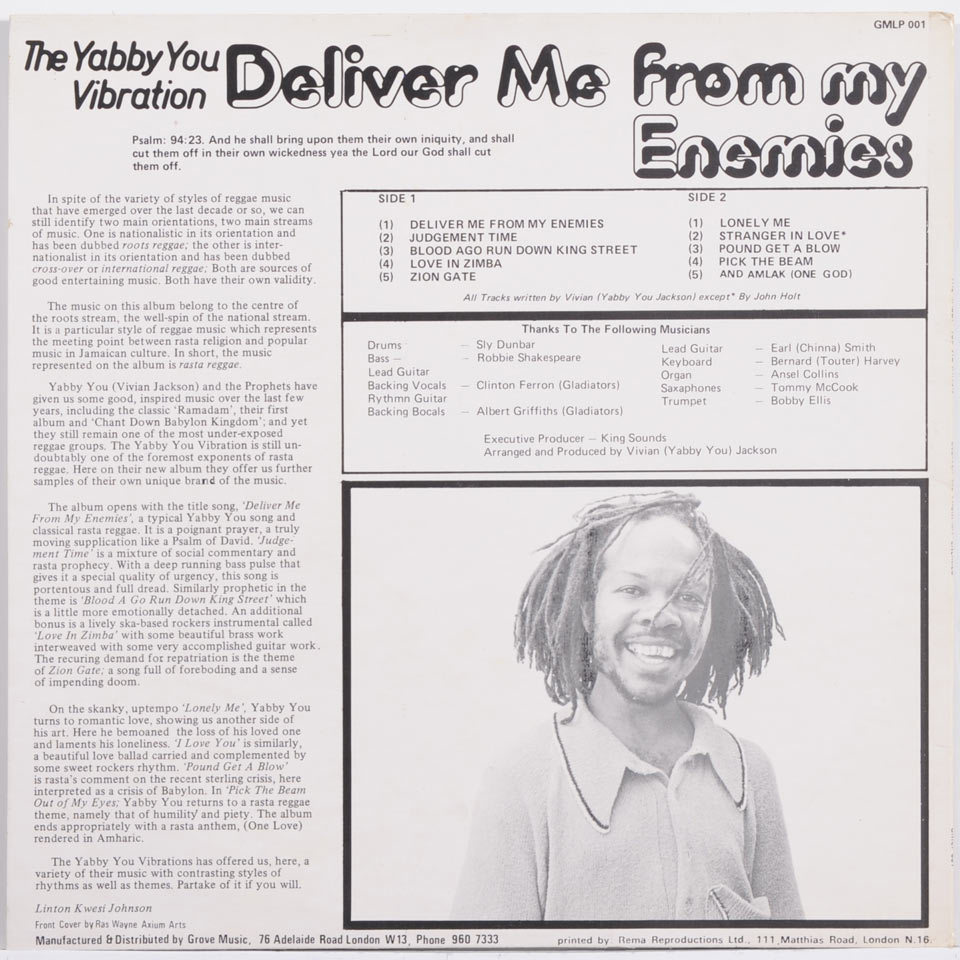 GMLP 001
The Yabby You
Vibration
Deliver Me from my
Enemies
Psalm: 94:23. And he shall bring upon them their own iniquity, and shall
cut them off in their own wickedness yea the Lord our God shall cut
them off.
In spite of the variety of styles of reggae music
that have emerged over the last decade or so, we can
still identify two main orientations, two main streams
of music. One is nationalistic in its orientation and
has been dubbed roots reggae; the other is inter-
nationalist in its orientation and has been dubbed
cross-over or international reggae; Both are sources of
good entertaining music. Both have their own validity.
The music on this album belong to the centre of
the roots stream, the well-spin of the national stream.
It is a particular style of reggae music which represents
the meeting point between rasta religion and popular
music in Jamaican culture. In short, the music
represented on the album is rasta reggae.
Yabby You (Vivian Jackson) and the Prophets have
given us some good, inspired music over the last few
years, including the classic 'Ramadam', their first
album and 'Chant Down Babylon Kingdom'; and yet
they still remain one of the most under-exposed
reggae groups. The Yabby You Vibration is still un-
doubtably one of the foremost exponents of rasta
reggae. Here on their new album they offer us further
samples of their own unique brand of the music.
The album opens with the title song, 'Deliver Me
From My Enemies', a typical Yabby You song and
classical rasta reggae. It is a poignant prayer, a truly
moving supplication like a Psalm of David. 'Judge-
ment Time' is a mixture of social commentary and
rasta prophecy. With a deep running bass pulse that
gives it a special quality of urgency, this song is
portentous and full dread. Similarly prophetic in the
theme is 'Blood A Go Run Down King Street' which
is a little more emotionally detached. An additional
bonus is a lively ska-based rockers instrumental called
'Love In Zimba' with some beautiful brass work
interweaved with some very accomplished guitar work.
The recuring demand for repatriation is the theme
of Zion Gate; a song full of foreboding and a sense
of impending doom.
On the skanky, uptempo 'Lonely Me', Yabby You
turns to romantic love, showing us another side of
his art. Here he bemoaned the loss of his loved one
and laments his loneliness. 'I Love You' is similarly,
a beautiful love ballad carried and complemented by
some sweet rockers rhythm. 'Pound Get A Blow'
is rasta's comment on the recent sterling crisis, here
interpreted as a crisis of Babylon. In 'Pick The Beam
Out of My Eyes; Yabby You returns to a rasta reggae
theme, namely that of humility and piety. The album
ends appropriately with a rasta anthem, (One Love)
rendered in Amharic.
The Yabby You Vibrations has offered us, here, a
variety of their music with contrasting styles of
rhythms as well as themes. Partake of it if you will.
Linton Kwesi Johnson
Front Cover by Ras Wayne Axium Arts
SIDE 1
(1) DELIVER ME FROM MY ENEMIES
(2) JUDGEMENT TIME
(3) BLOOD AGO RUN DOWN KING STREET
(4) LOVE IN ZIMBA
(5) ZION GATE
SIDE 2
(1) LONELY ME
(2) STRANGER IN LOVE*
(3) POUND GET A BLOW
(4) PICK THE BEAM
(5) AND AMLAK (ONE GOD)
All Tracks written by Vivian (Yabby You Jackson) except* By John Holt
Thanks To The Following Musicians
Drums – Sly Dunbar
Bass – – Robbie Shakespeare
Lead Guitar
Backing Vocals – Clinton Ferron (Gladiators)
Rythmn Guitar
Backing Bocals – Albert Griffiths (Gladiators)
Lead Guitar – Earl (Chinna) Smith
Keyboard – Bernard (Touter) Harvey
Organ – Ansel Collins
Saxaphones – Tommy McCook
Trumpet – Bobby Ellis
Executive Producer – King Sounds
Arranged and Produced by Vivian (Yabby You) Jackson
Manufactured & Distributed by Grove Music, 76 Adelaide Road London W13, Phone 960 7333
printed by: Rema Reproductions Ltd., 111, Matthias Road, London N.16.